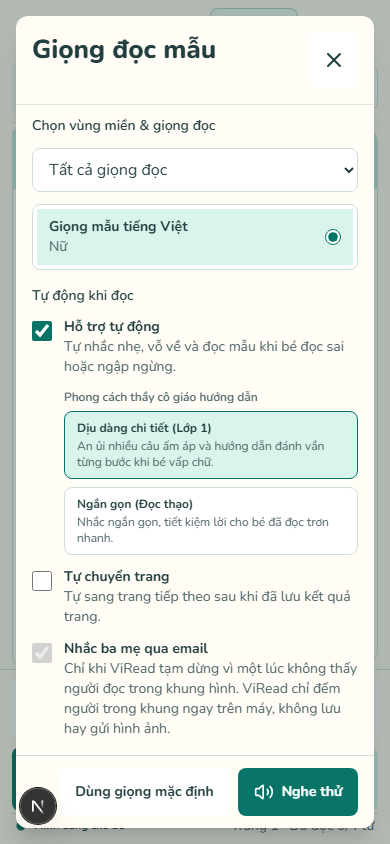 Giọng đọc mẫu
Chọn vùng miền & giọng đọc
Tất cả giọng đọc
Giọng mẫu tiếng Việt
Nữ
Tự động khi đọc
Hỗ trợ tự động
Tự nhắc nhẹ, vỗ về và đọc mẫu khi bé đọc sai
hoặc ngập ngừng.
Phong cách thầy cô giáo hướng dẫn
Dịu dàng chi tiết (Lớp 1)
An ủi nhiều câu ấm áp và hướng dẫn đánh vần
từng bước khi bé vấp chữ.
Ngắn gọn (Đọc thạo)
Nhắc ngắn gọn, tiết kiệm lời cho bé đã đọc trơn
nhanh.
Tự chuyển trang
Tự sang trang tiếp theo sau khi đã lưu kết quả
trang.
Nhắc ba mẹ qua email
Chỉ khi ViRead tạm dừng vì một lúc không thấy
người đọc trong khung hình. ViRead chỉ đếm
người trong khung ngay trên máy, không lưu
hay gửi hình ảnh.
Dùng giọng mặc định
Nghe thử
N